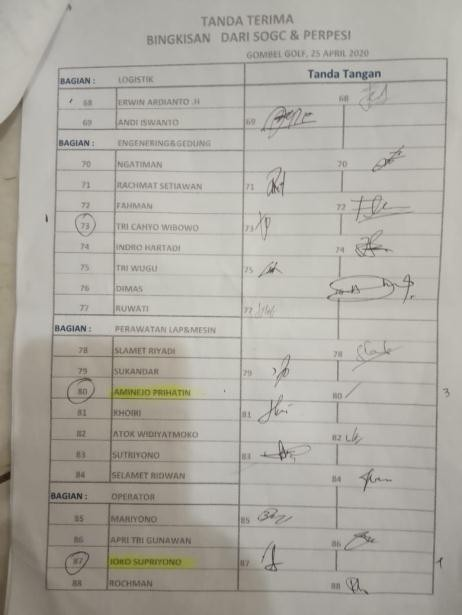 TANDA TERIMA
BINGKISAN DARI SOGC & PERPESI
GOMBEL GOLF, 25 APRIL 2020
BAGIAN : LOGISTIK Tanda Tangan
68 ERWIN ARDIANTO .H 68
69 ANDI ISWANTO 69
BAGIAN : ENGENERING&GEDUNG
70 NGATIMAN 70
71 RACHMAT SETIAWAN 71
72 FAHMAN 72
73 TRI CAHYO WIBOWO 73
74 INDRO HARTADI 74
75 TRI WUGU 75
76 DIMAS
77 RUWATI 77
BAGIAN : PERAWATAN LAP&MESIN
78 SLAMET RIYADI 78
79 SUKANDAR 79
80 AMINEJO PRIHATIN 80 3
81 KHOIRI 81
82 ATOK WIDIYATMOKO 82
83 SUTRIYONO 83
84 SELAMET RIDWAN 84
BAGIAN : OPERATOR
85 MARIYONO 85
86 APRI TRI GUNAWAN 86
87 JOKO SUPRIYONO 87
88 ROCHMAN 88